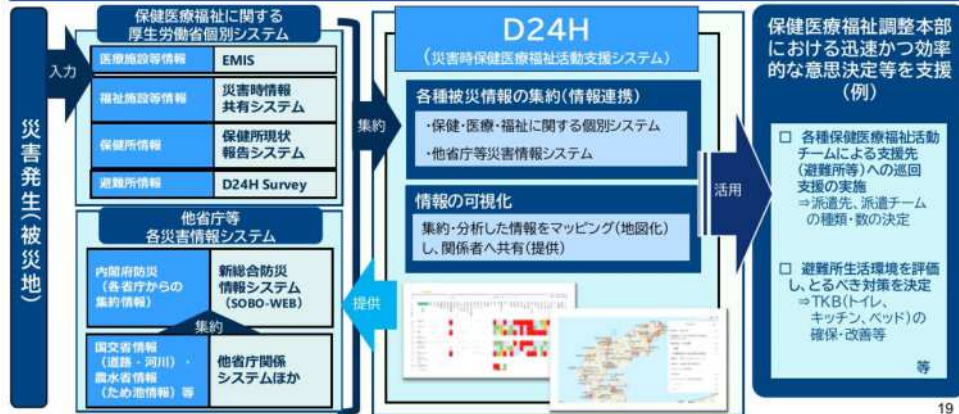 災害発生(被災地)
入力
保健医療福祉に関する
厚生労働省個別システム
医療施設等情報
EMIS
福祉施設等情報
災害時情報
共有システム
保健所情報
保健所現状
報告システム
避難所情報
D24H Survey
他省庁等
各災害情報システム
内閣府防災
(各省庁からの
集約情報)
新総合防災
情報システム
(SOBO-WEB)
集約
国交省情報
(道路・河川)・
農水省情報
(ため池情報)等
他省庁関係
システムほか
集約
提供
D24H
(災害時保健医療福祉活動支援システム)
各種被災情報の集約(情報連携)
・保健・医療・福祉に関する個別システム
・他省庁等災害情報システム
情報の可視化
集約・分析した情報をマッピング(地図化)
し、関係者へ共有(提供)
活用
保健医療福祉調整本部
における迅速かつ効率
的な意思決定等を支援
(例)
□ 各種保健医療福祉活動
チームによる支援先
(避難所等)への巡回
支援の実施
⇒派遣先、派遣チーム
の種類・数の決定
□ 避難所生活環境を評価
し、とるべき対策を決定
⇒TKB(トイレ、
キッチン、ベッド)の
確保・改善等
等
19